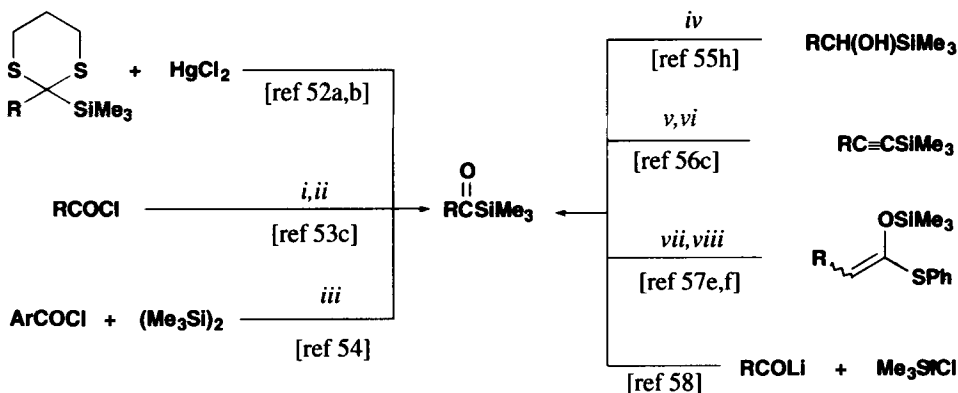 S S + HgCl2
R SiMe3
[ref 52a,b]
RCOCl
i,ii
[ref 53c]
ArCOCl + (Me3Si)2
iii
[ref 54]
O
RCSiMe3
iv
[ref 55h]
RCH(OH)SiMe3
v,vi
[ref 56c]
RC≡CSiMe3
vii,viii
[ref 57e,f]
OSiMe3
R
SPh
[ref 58]
RCOLi + Me3SiCl